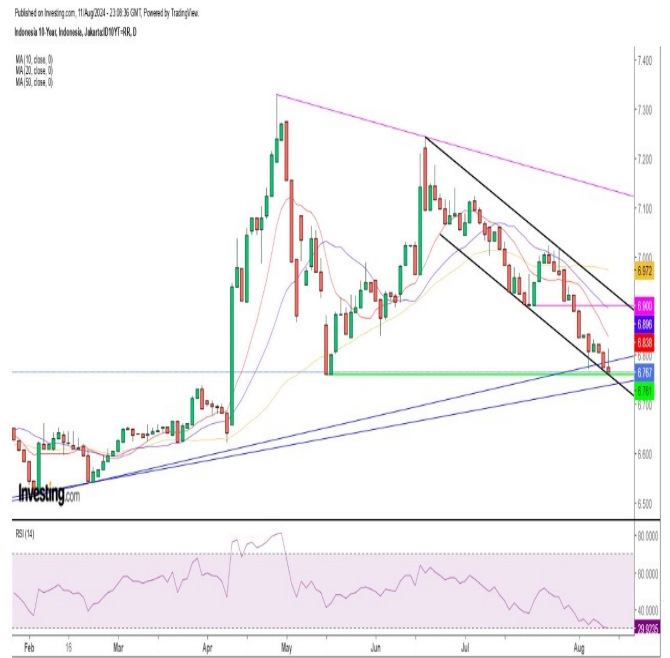 Published on Investing.com, 11/Aug/2024 - 23:08:36 GMT, Powered by TradingView.
Indonesia 10-Year, Indonesia, Jakarta:ID10YT=RR, D
MA (10, close, 0)
MA (20, close, 0)
MA (50, close, 0)
7.400
7.300
7.200
7.100
7.000
6.972
6.900
6.896
6.838
6.800
6.767
6.761
6.700
6.600
6.500
Investing.com
RSI (14)
80.0000
60.0000
40.0000
29.9235
Feb 16 Mar Apr May Jun Jul Aug